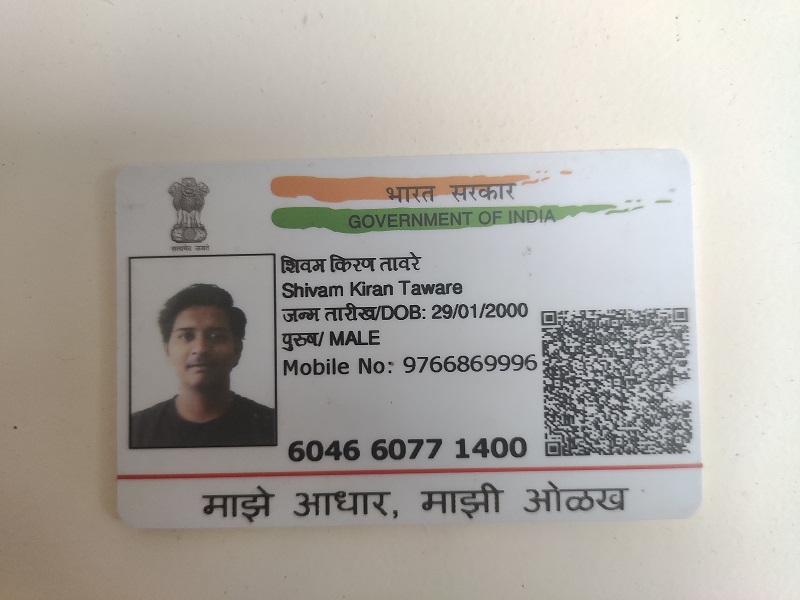 भारत सरकार
GOVERNMENT OF INDIA
सत्यमेव जयते
शिवम किरण तावरे
Shivam Kiran Taware
जन्म तारीख/DOB: 29/01/2000
पुरुष/ MALE
Mobile No: 9766869996
6046 6077 1400
माझे आधार, माझी ओळख